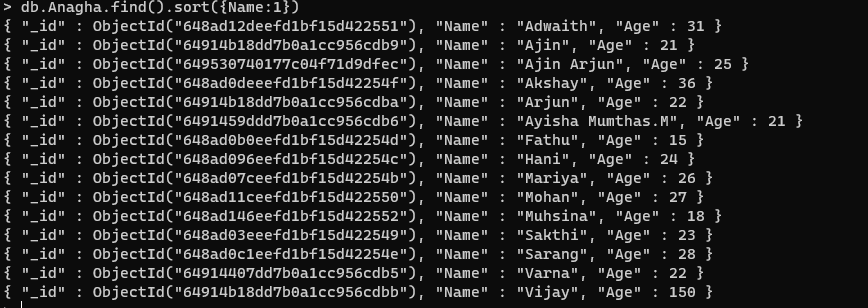 > db.Anagha.find().sort({Name:1})
{ "_id" : ObjectId("648ad12deefd1bf15d422551"), "Name" : "Adwaith", "Age" : 31 }
{ "_id" : ObjectId("64914b18dd7b0a1cc956cdb9"), "Name" : "Ajin", "Age" : 21 }
{ "_id" : ObjectId("649530740177c04f71d9dfec"), "Name" : "Ajin Arjun", "Age" : 25 }
{ "_id" : ObjectId("648ad0deeefd1bf15d42254f"), "Name" : "Akshay", "Age" : 36 }
{ "_id" : ObjectId("64914b18dd7b0a1cc956cdba"), "Name" : "Arjun", "Age" : 22 }
{ "_id" : ObjectId("6491459ddd7b0a1cc956cdb6"), "Name" : "Ayisha Mumthas.M", "Age" : 21 }
{ "_id" : ObjectId("648ad0b0eefd1bf15d42254d"), "Name" : "Fathu", "Age" : 15 }
{ "_id" : ObjectId("648ad096eefd1bf15d42254c"), "Name" : "Hani", "Age" : 24 }
{ "_id" : ObjectId("648ad07ceefd1bf15d42254b"), "Name" : "Mariya", "Age" : 26 }
{ "_id" : ObjectId("648ad11ceefd1bf15d422550"), "Name" : "Mohan", "Age" : 27 }
{ "_id" : ObjectId("648ad146eefd1bf15d422552"), "Name" : "Muhsina", "Age" : 18 }
{ "_id" : ObjectId("648ad03eeefd1bf15d422549"), "Name" : "Sakthi", "Age" : 23 }
{ "_id" : ObjectId("648ad0c1eefd1bf15d42254e"), "Name" : "Sarang", "Age" : 28 }
{ "_id" : ObjectId("64914407dd7b0a1cc956cdb5"), "Name" : "Varna", "Age" : 22 }
{ "_id" : ObjectId("64914b18dd7b0a1cc956cdbb"), "Name" : "Vijay", "Age" : 150 }